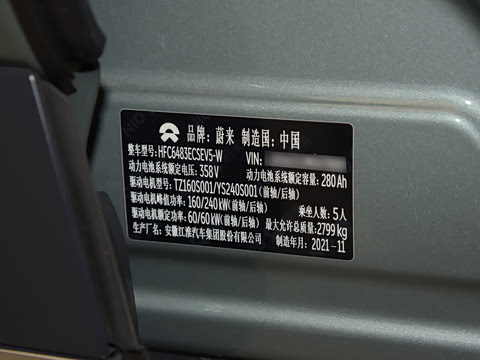 品牌：蔚来 制造国：中国
整车型号：HFC6483ECSEV5-W VIN:
动力电池系统额定电压：358V 动力电池系统额定容量：280Ah
驱动电机型号：TZ160S001/YS240S001（前轴/后轴）
驱动电机峰值功率：160/240kW（前轴/后轴） 乘坐人数：5人
驱动电机额定功率：60/60kW（前轴/后轴） 最大允许总质量：2799kg
生产厂名：安徽江淮汽车集团股份有限公司 制造年月：2021-11